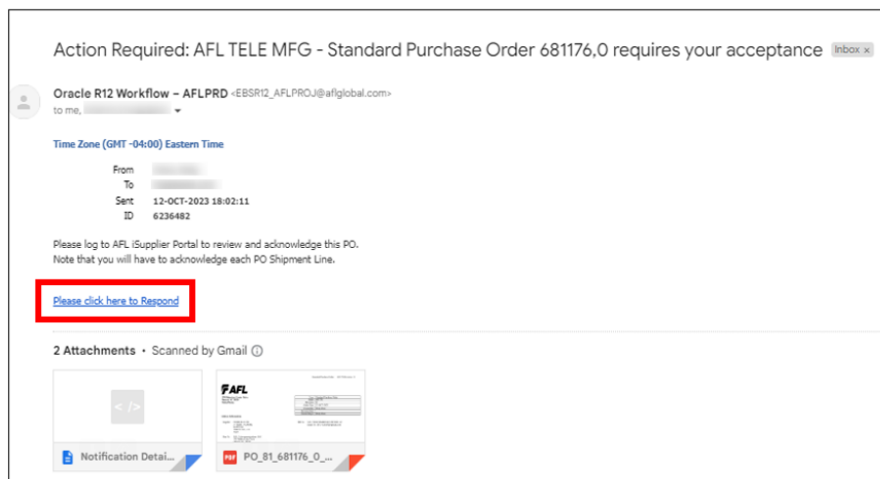 Action Required: AFL TELE MFG - Standard Purchase Order 681176,0 requires your acceptance Inbox x
Oracle R12 Workflow – AFLPRD <EBSR12_AFLPROJ@aflglobal.com>
to me,
Time Zone (GMT -04:00) Eastern Time
From
To
Sent 12-OCT-2023 18:02:11
ID 6236482
Please log to AFL iSupplier Portal to review and acknowledge this PO.
Note that you will have to acknowledge each PO Shipment Line.
Please click here to Respond
2 Attachments • Scanned by Gmail
</>
AFL
Notification Detai...
PDF PO_81_681176_0_...